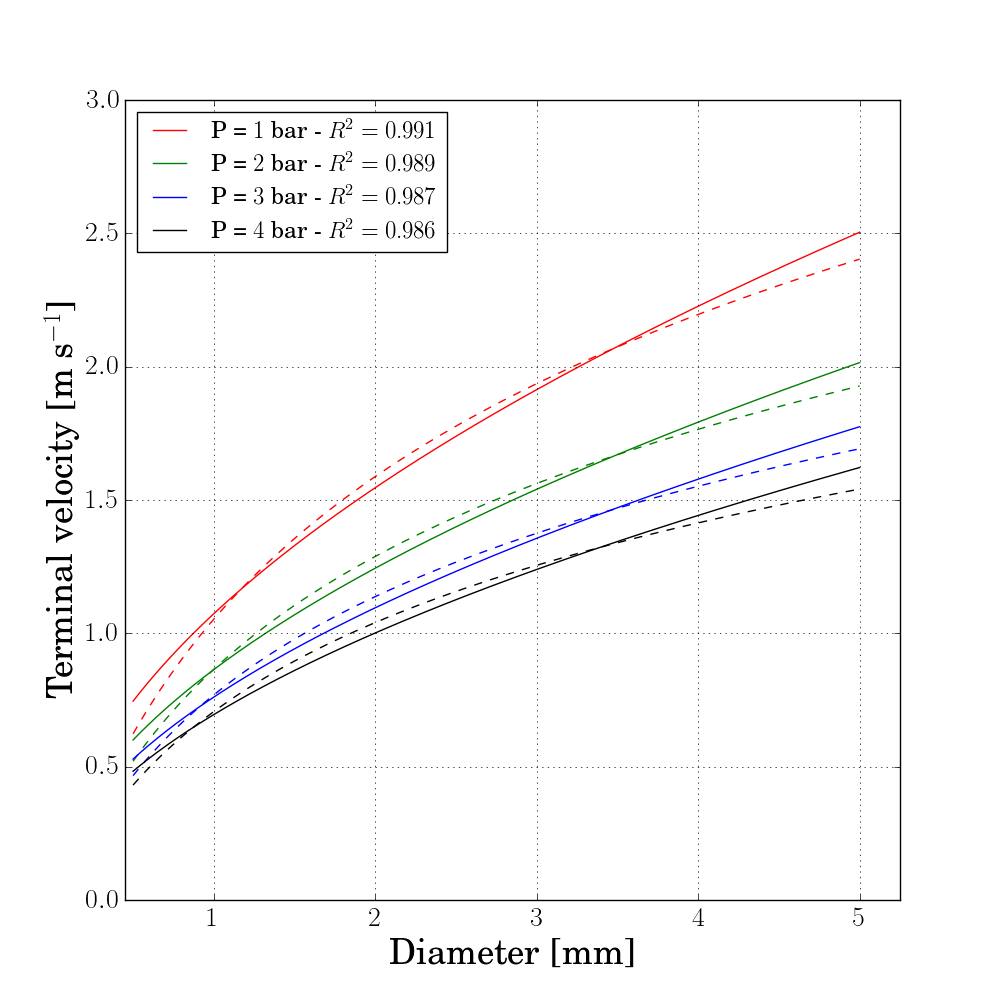 3.0
2.5
2.0
1.5
1.0
0.5
0.0
P = 1 bar - R² = 0.991
P = 2 bar - R² = 0.989
P = 3 bar - R² = 0.987
P = 4 bar - R² = 0.986
Terminal velocity [m s⁻¹]
1 2 3 4 5
Diameter [mm]